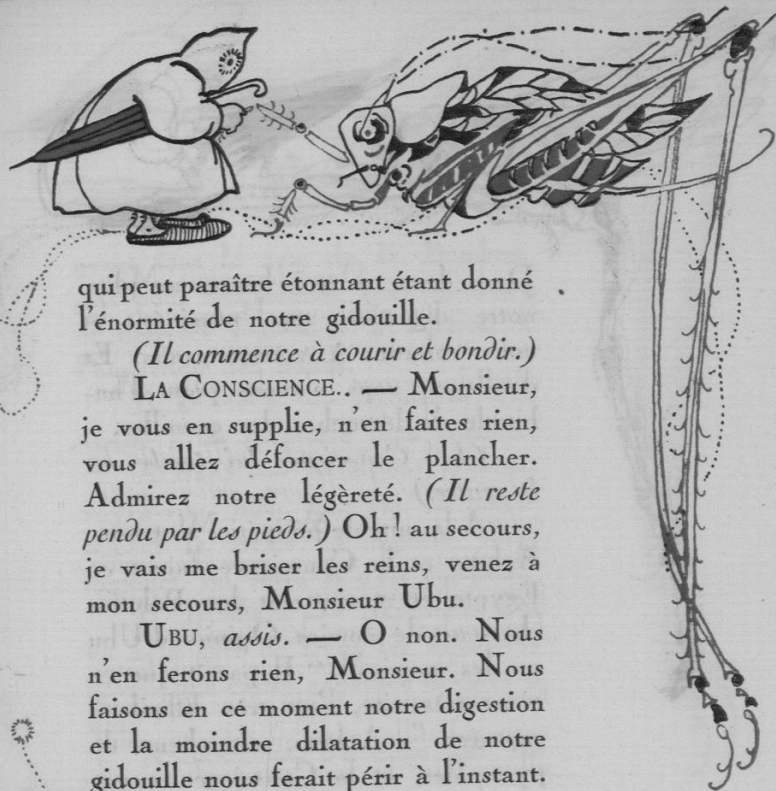 qui peut paraître étonnant étant donné
l'énormité de notre gidouille.
(Il commence à courir et bondir.)
LA CONSCIENCE.. — Monsieur,
je vous en supplie, n'en faites rien,
vous allez défoncer le plancher.
Admirez notre légèreté. (Il reste
pendu par les pieds.) Oh ! au secours,
je vais me briser les reins, venez à
mon secours, Monsieur Ubu.
UBU, assis. — O non. Nous
n'en ferons rien, Monsieur. Nous
faisons en ce moment notre digestion
et la moindre dilatation de notre
gidouille nous ferait périr à l'instant.